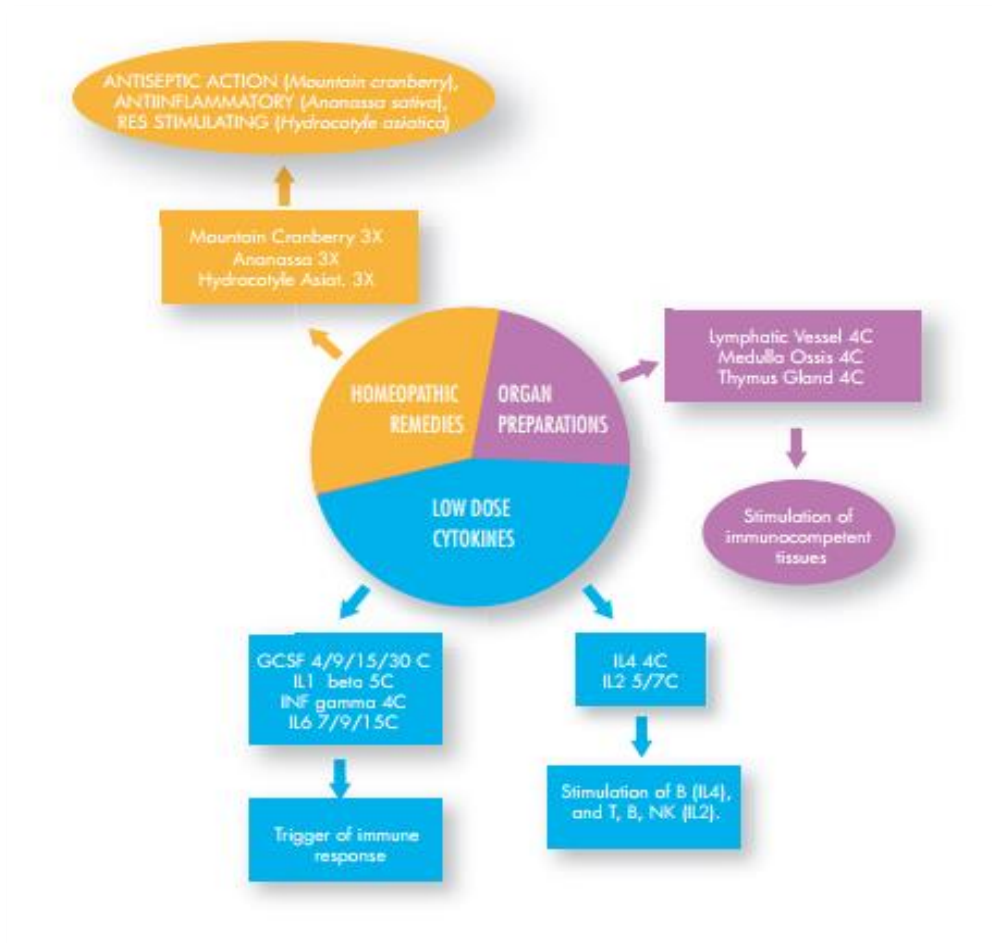 ANTISEPTIC ACTION (Mountain cranberry),
ANTIINFLAMMATORY (Ananassa sativa),
RES STIMULATING (Hydrocotyle asiatica)
Mountain Cranberry 3X
Ananassa 3X
Hydrocotyle Asiat. 3X
Lymphatic Vessel 4C
Medulla Ossis 4C
Thymus Gland 4C
HOMEOPATHIC
REMEDIES
ORGAN
PREPARATIONS
LOW DOSE
CYTOKINES
Stimulation of
immunocompetent
tissues
GCSF 4/9/15/30 C
IL1 beta 5C
INF gamma 4C
IL6 7/9/15C
IL4 4C
IL2 5/7C
Trigger of immune
response
Stimulation of B (IL4),
and T, B, NK (IL2).